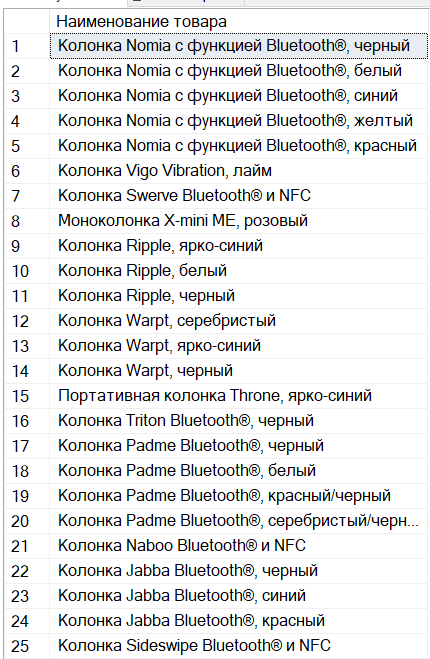 Наименование товара
1 Колонка Nomia с функцией Bluetooth®, черный
2 Колонка Nomia с функцией Bluetooth®, белый
3 Колонка Nomia с функцией Bluetooth®, синий
4 Колонка Nomia с функцией Bluetooth®, желтый
5 Колонка Nomia с функцией Bluetooth®, красный
6 Колонка Vigo Vibration, лайм
7 Колонка Swerve Bluetooth® и NFC
8 Моноколонка X-mini ME, розовый
9 Колонка Ripple, ярко-синий
10 Колонка Ripple, белый
11 Колонка Ripple, черный
12 Колонка Warpt, серебристый
13 Колонка Warpt, ярко-синий
14 Колонка Warpt, черный
15 Портативная колонка Throne, ярко-синий
16 Колонка Triton Bluetooth®, черный
17 Колонка Padme Bluetooth®, черный
18 Колонка Padme Bluetooth®, белый
19 Колонка Padme Bluetooth®, красный/черный
20 Колонка Padme Bluetooth®, серебристый/черн...
21 Колонка Naboo Bluetooth® и NFC
22 Колонка Jabba Bluetooth®, черный
23 Колонка Jabba Bluetooth®, синий
24 Колонка Jabba Bluetooth®, красный
25 Колонка Sideswipe Bluetooth® и NFC